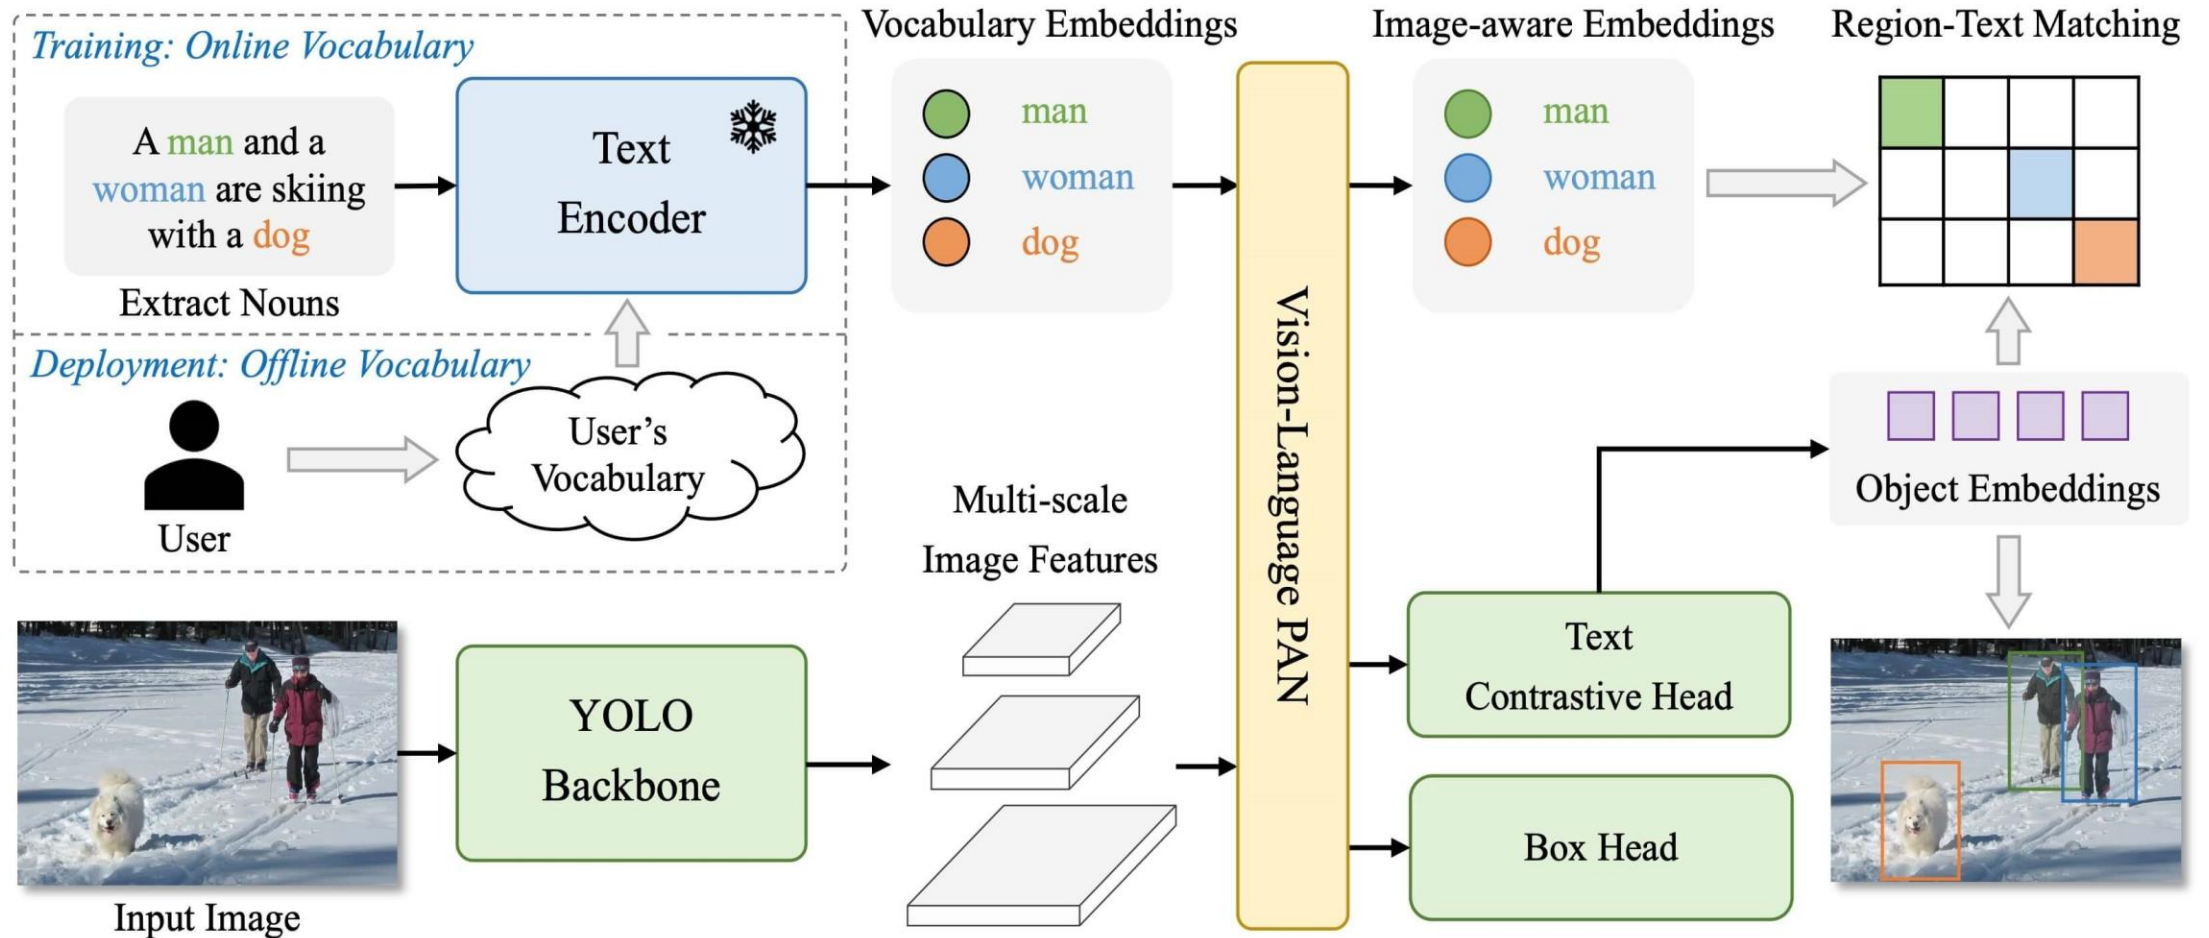 Training: Online Vocabulary
A man and a
woman are skiing
with a dog
Extract Nouns
Text
Encoder
Deployment: Offline Vocabulary
User
User's
Vocabulary
Vocabulary Embeddings
man
woman
dog
Multi-scale
Image Features
Input Image
YOLO
Backbone
Vision-Language PAN
Image-aware Embeddings
man
woman
dog
Text
Contrastive Head
Box Head
Region-Text Matching
Object Embeddings